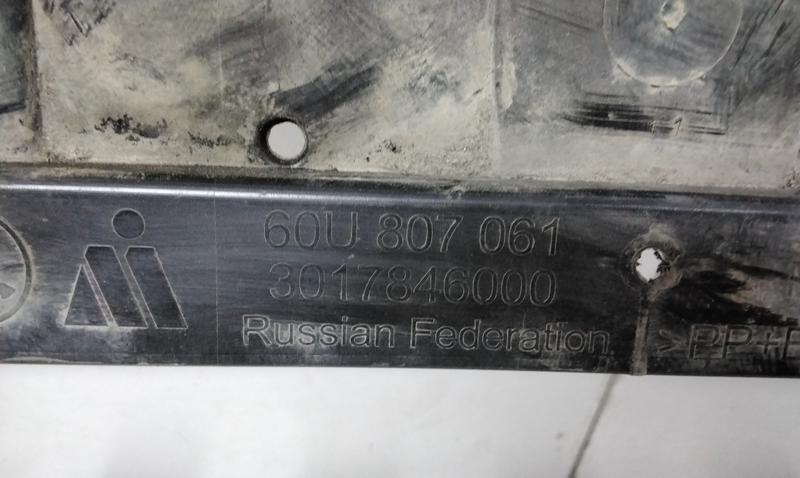 60U 807 061
3017846000
Russian Federation
>PP+